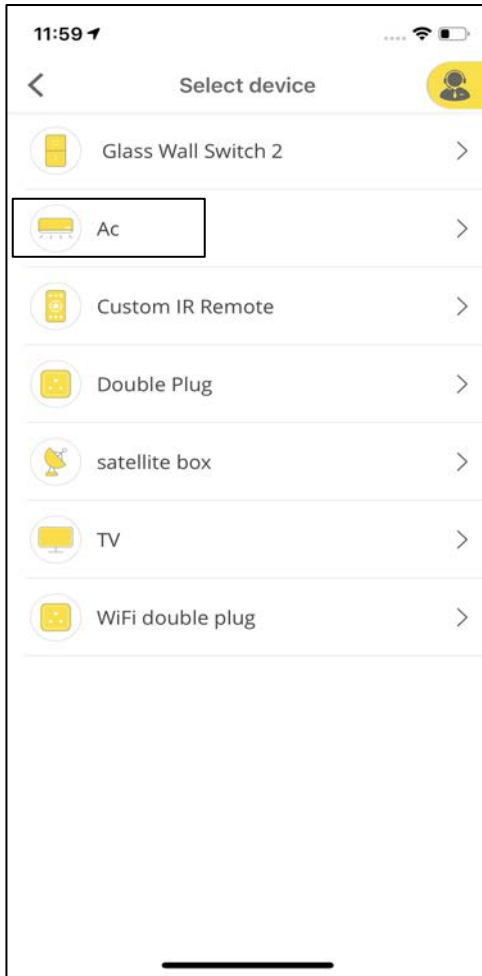 11:59
Select device
Glass Wall Switch 2
Ac
Custom IR Remote
Double Plug
satellite box
TV
WiFi double plug